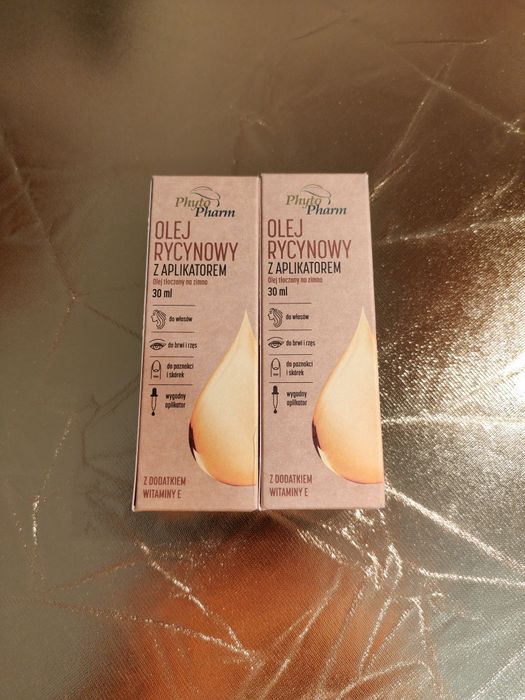 Phyto
Pharm
OLEJ
RYCYNOWY
Z APLIKATOREM
Olej tłoczony na zimno
30 ml
do włosów
do brwi i rzęs
do paznokci
i skórek
wygodny
aplikator
Z DODATKIEM
WITAMINY E
Phyto
Pharm
OLEJ
RYCYNOWY
Z APLIKATOREM
Olej tłoczony na zimno
30 ml
do włosów
do brwi i rzęs
do paznokci
i skórek
wygodny
aplikator
Z DODATKIEM
WITAMINY E